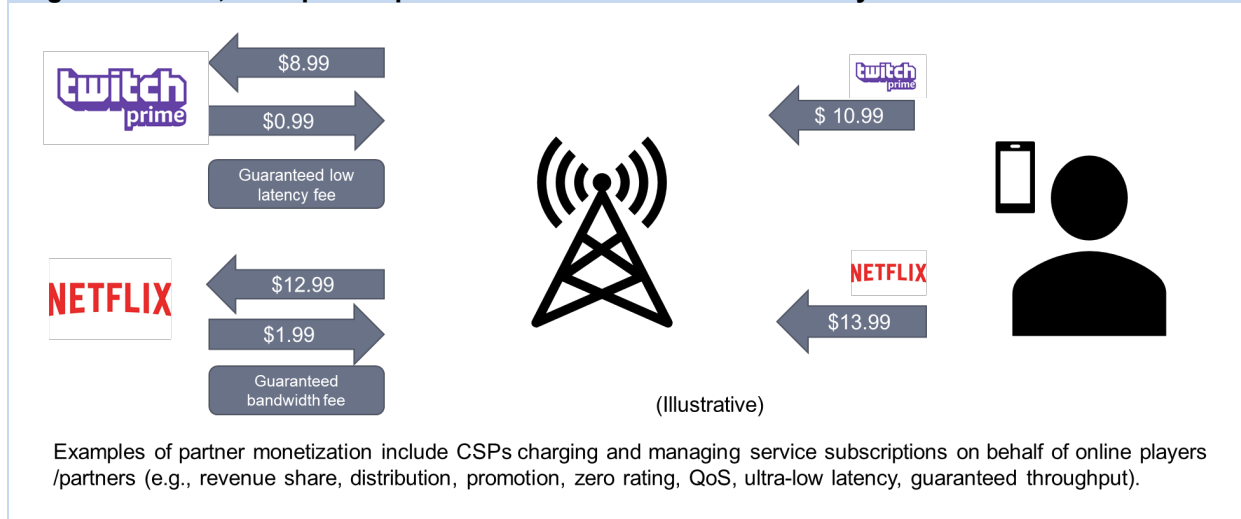 twitch
prime
$8.99
$0.99
Guaranteed low
latency fee
NETFLIX
$12.99
$1.99
Guaranteed
bandwidth fee
twitch
prime
$ 10.99
NETFLIX
$13.99
(Illustrative)
Examples of partner monetization include CSPs charging and managing service subscriptions on behalf of online players
/partners (e.g., revenue share, distribution, promotion, zero rating, QoS, ultra-low latency, guaranteed throughput).